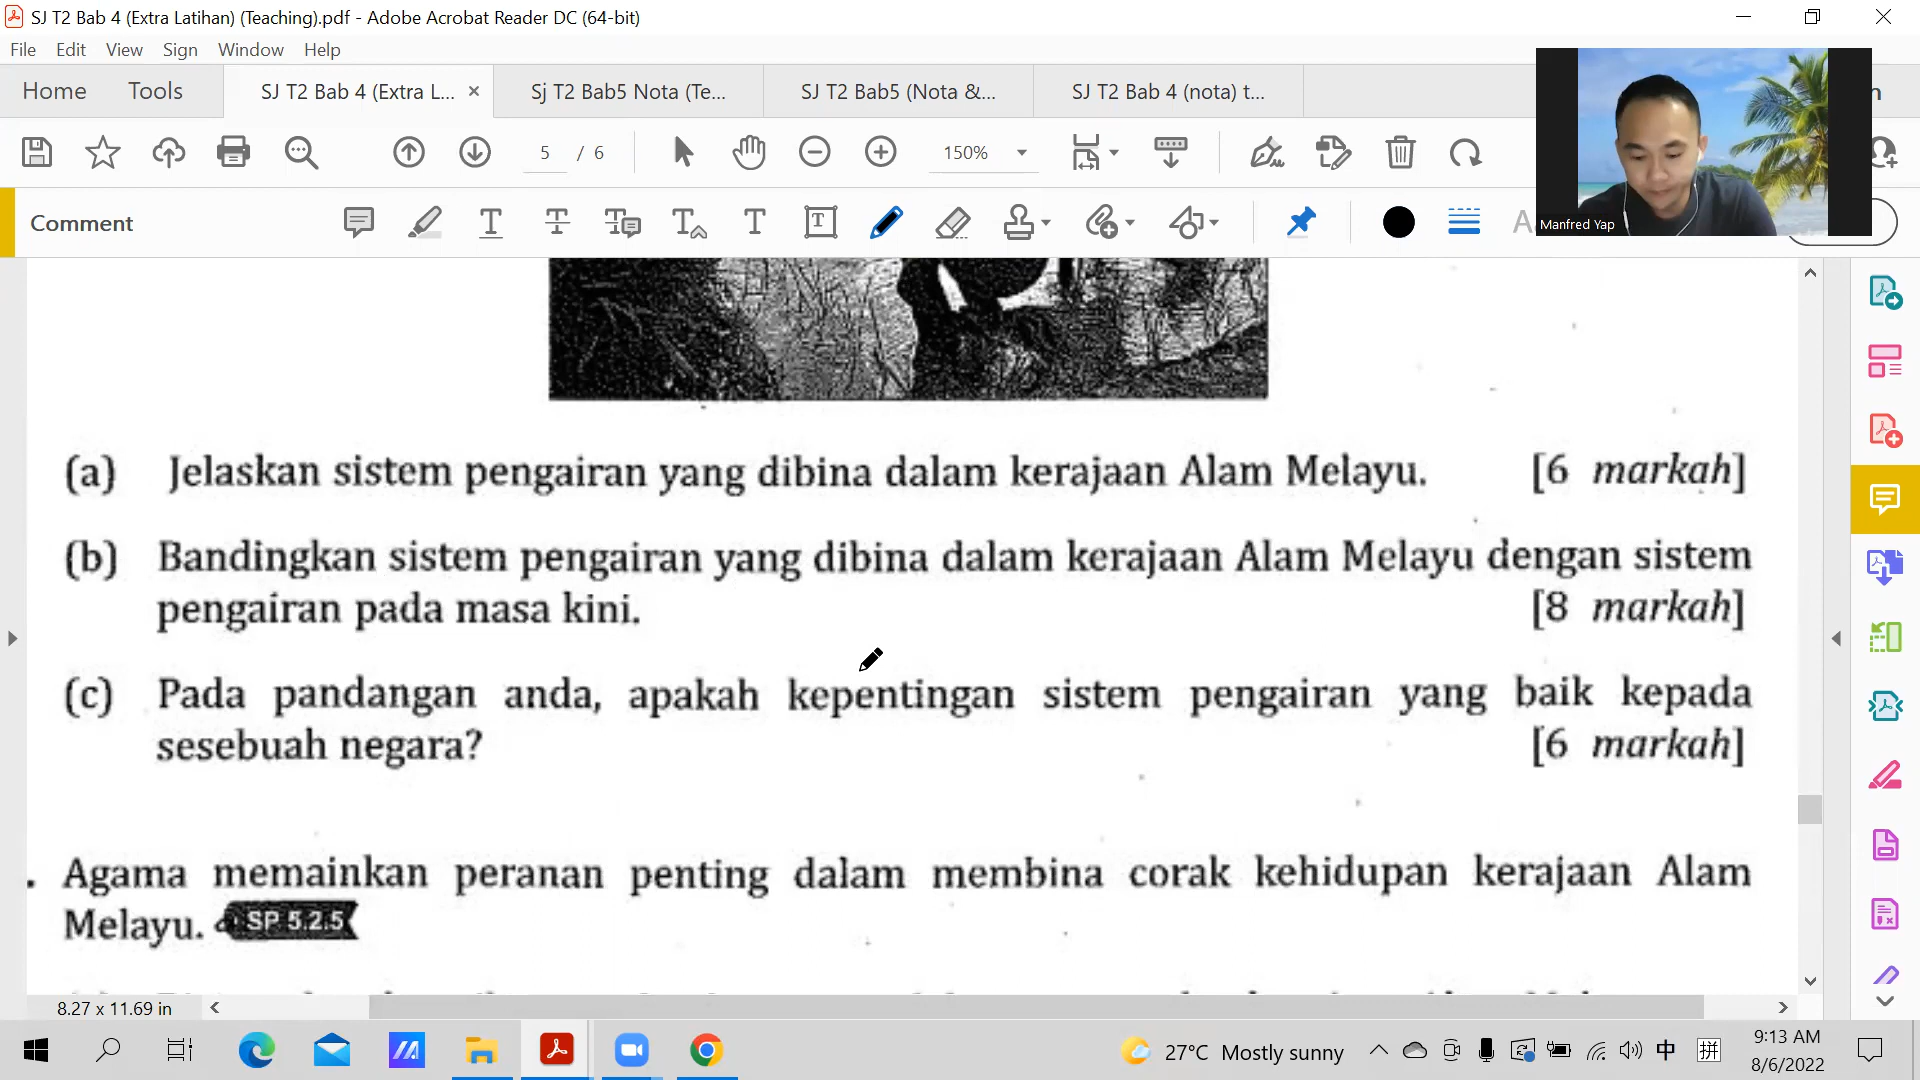 SJ T2 Bab 4 (Extra Latihan) (Teaching).pdf - Adobe Acrobat Reader DC (64-bit)
File Edit View Sign Window Help
Home Tools SJ T2 Bab 4 (Extra L... Sj T2 Bab5 Nota (Te... SJ T2 Bab5 (Nota &... SJ T2 Bab 4 (nota) t...
5 / 6 150%
Comment
Manfred Yap
(a) Jelaskan sistem pengairan yang dibina dalam kerajaan Alam Melayu. [6 markah]
(b) Bandingkan sistem pengairan yang dibina dalam kerajaan Alam Melayu dengan sistem
pengairan pada masa kini. [8 markah]
(c) Pada pandangan anda, apakah kepentingan sistem pengairan yang baik kepada
sesebuah negara? [6 markah]
. Agama memainkan peranan penting dalam membina corak kehidupan kerajaan Alam
Melayu. SP 5.2.5
8.27 x 11.69 in
27°C Mostly sunny 中 拼 9:13 AM
8/6/2022